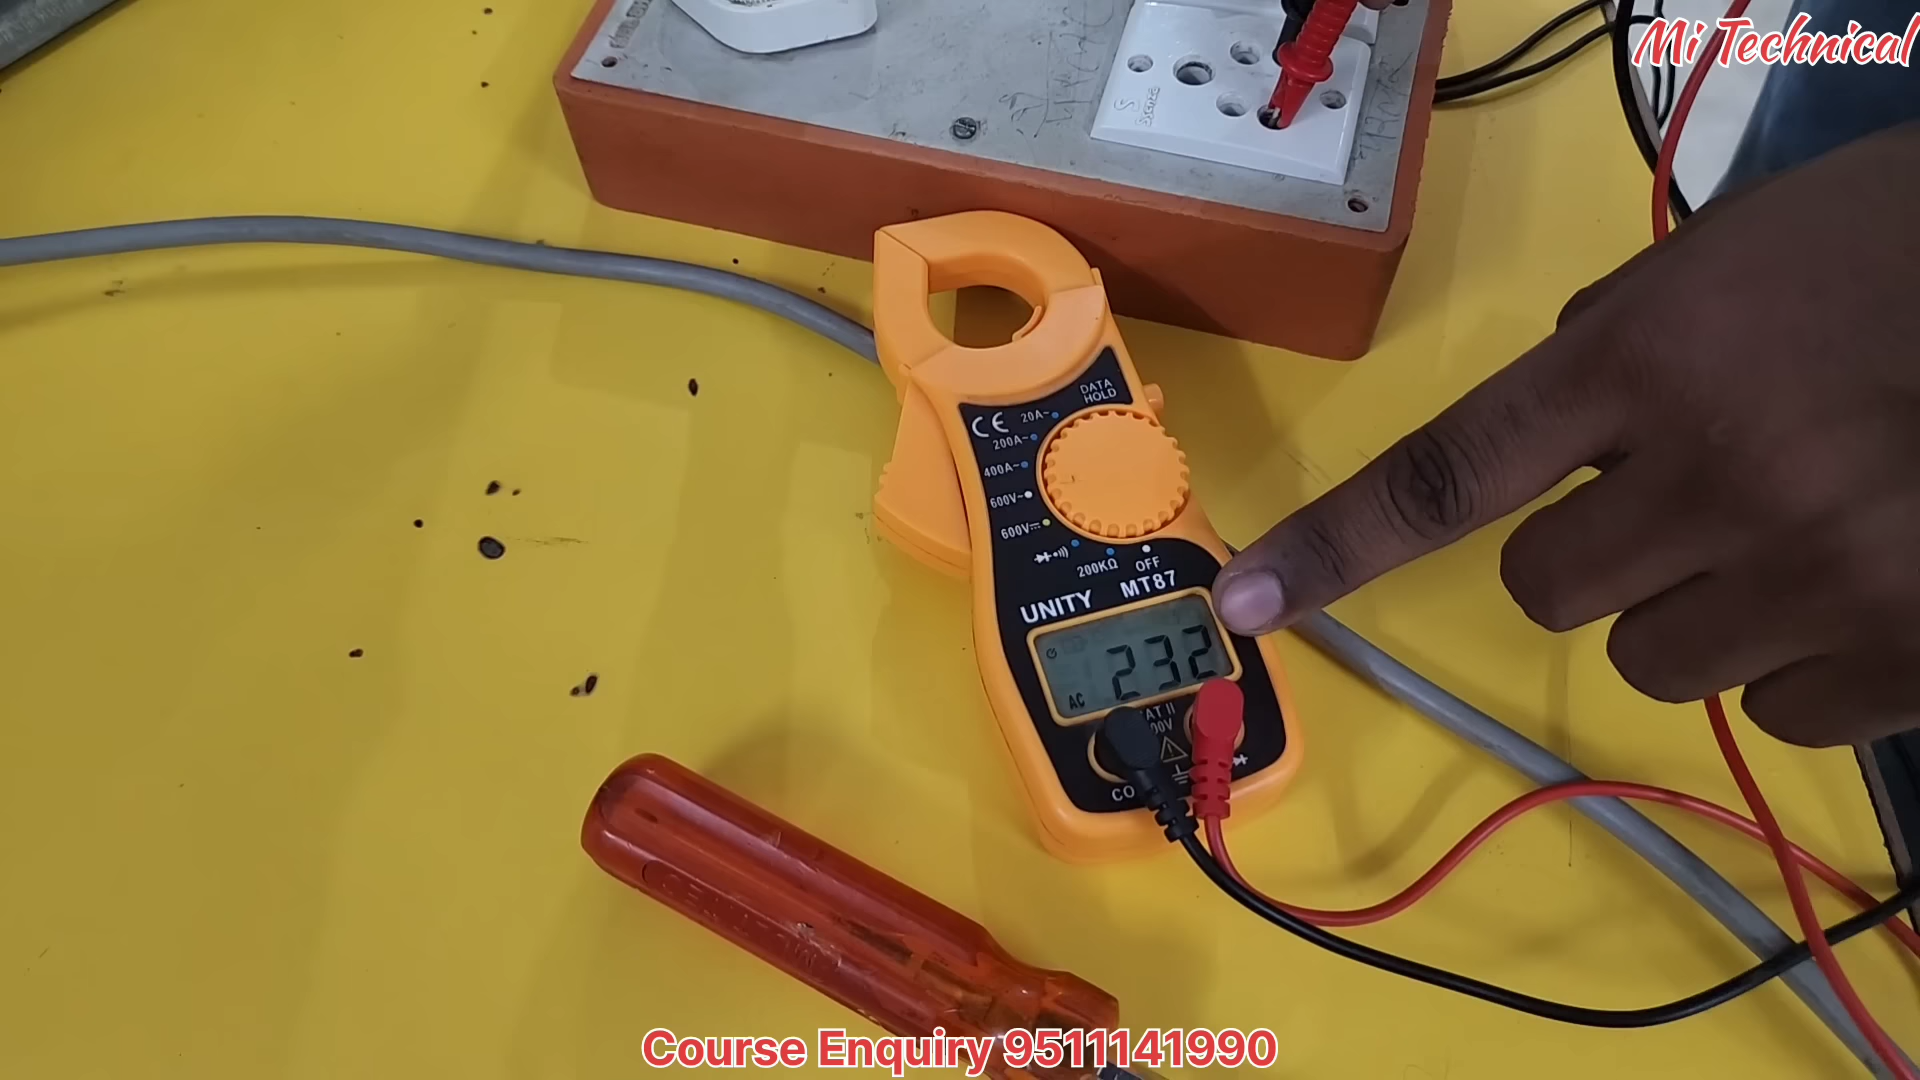 Mi Technical
DATA
HOLD
CE
20A~
200A~
400A~
600V~
600V
200KΩ
OFF
UNITY MT87
232
AC
CO
Course Enquiry 9511141990